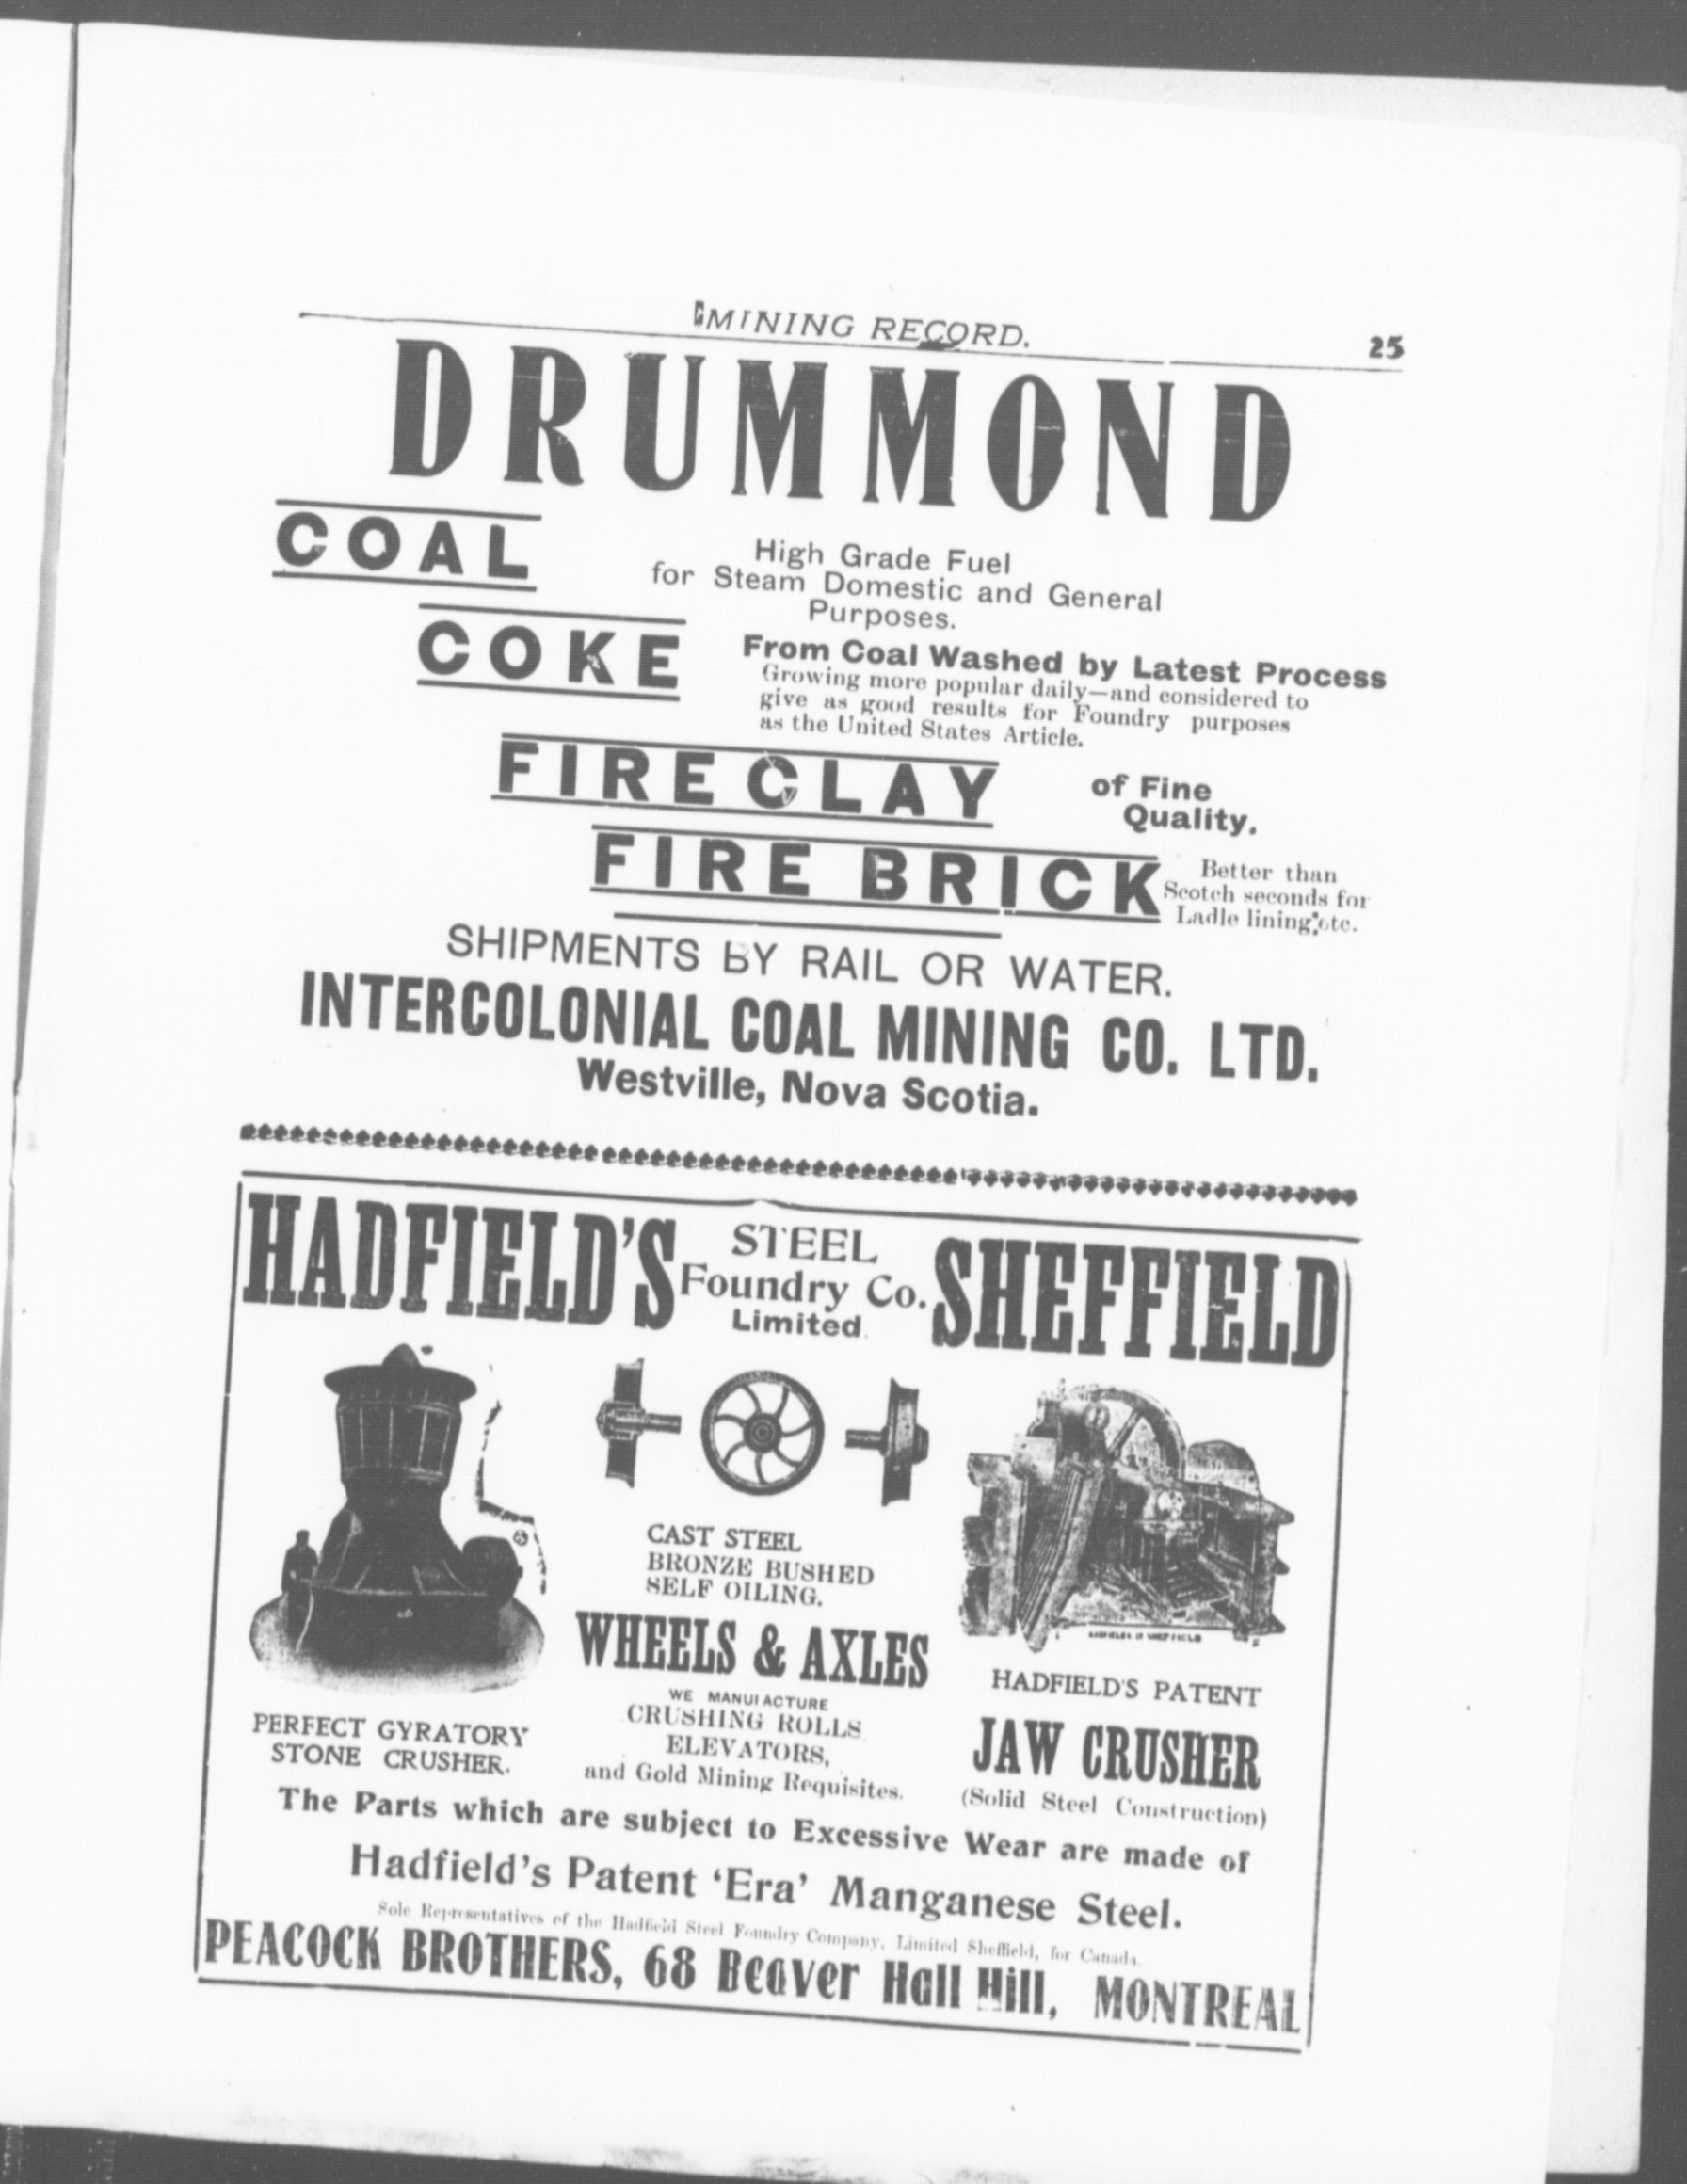 MINING RECORD.
25
DRUMMOND
COAL
High Grade Fuel
for Steam Domestic and General
Purposes.
COKE
From Coal Washed by Latest Process
Growing more popular daily—and considered to
give as good results for Foundry purposes
as the United States Article.
FIRECLAY
of Fine
Quality.
FIRE BRICK
Better than
Scotch seconds for
Ladle lining etc.
SHIPMENTS BY RAIL OR WATER.
INTERCOLONIAL COAL MINING CO. LTD.
Westville, Nova Scotia.
HADFIELD'S STEEL Foundry Co. Limited. SHEFFIELD
CAST STEEL
BRONZE BUSHED
SELF OILING.
WHEELS & AXLES
WE MANUFACTURE
CRUSHING ROLLS
ELEVATORS,
and Gold Mining Requisites.
PERFECT GYRATORY
STONE CRUSHER.
HADFIELDS SHEFFIELD
HADFIELD'S PATENT
JAW CRUSHER
(Solid Steel Construction)
The Parts which are subject to Excessive Wear are made of
Hadfield's Patent 'Era' Manganese Steel.
Sole Representatives of the Hadfield Steel Foundry Company, Limited Sheffield, for Canada.
PEACOCK BROTHERS, 68 Beaver Hall Hill, MONTREAL